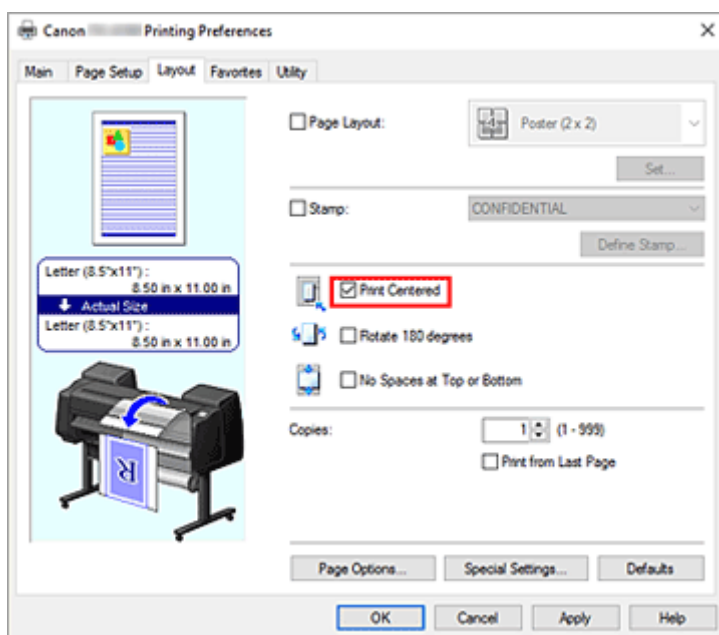 Canon Printing Preferences
Main Page Setup Layout Favorites Utility
Page Layout: Poster (2 x 2)
Set...
Stamp: CONFIDENTIAL
Define Stamp...
Letter (8.5"x11") :
8.50 in x 11.00 in
Actual Size
Letter (8.5"x11") :
8.50 in x 11.00 in
Print Centered
Rotate 180 degrees
No Spaces at Top or Bottom
Copies: 1 (1 - 999)
Print from Last Page
R
Page Options... Special Settings... Defaults
OK Cancel Apply Help